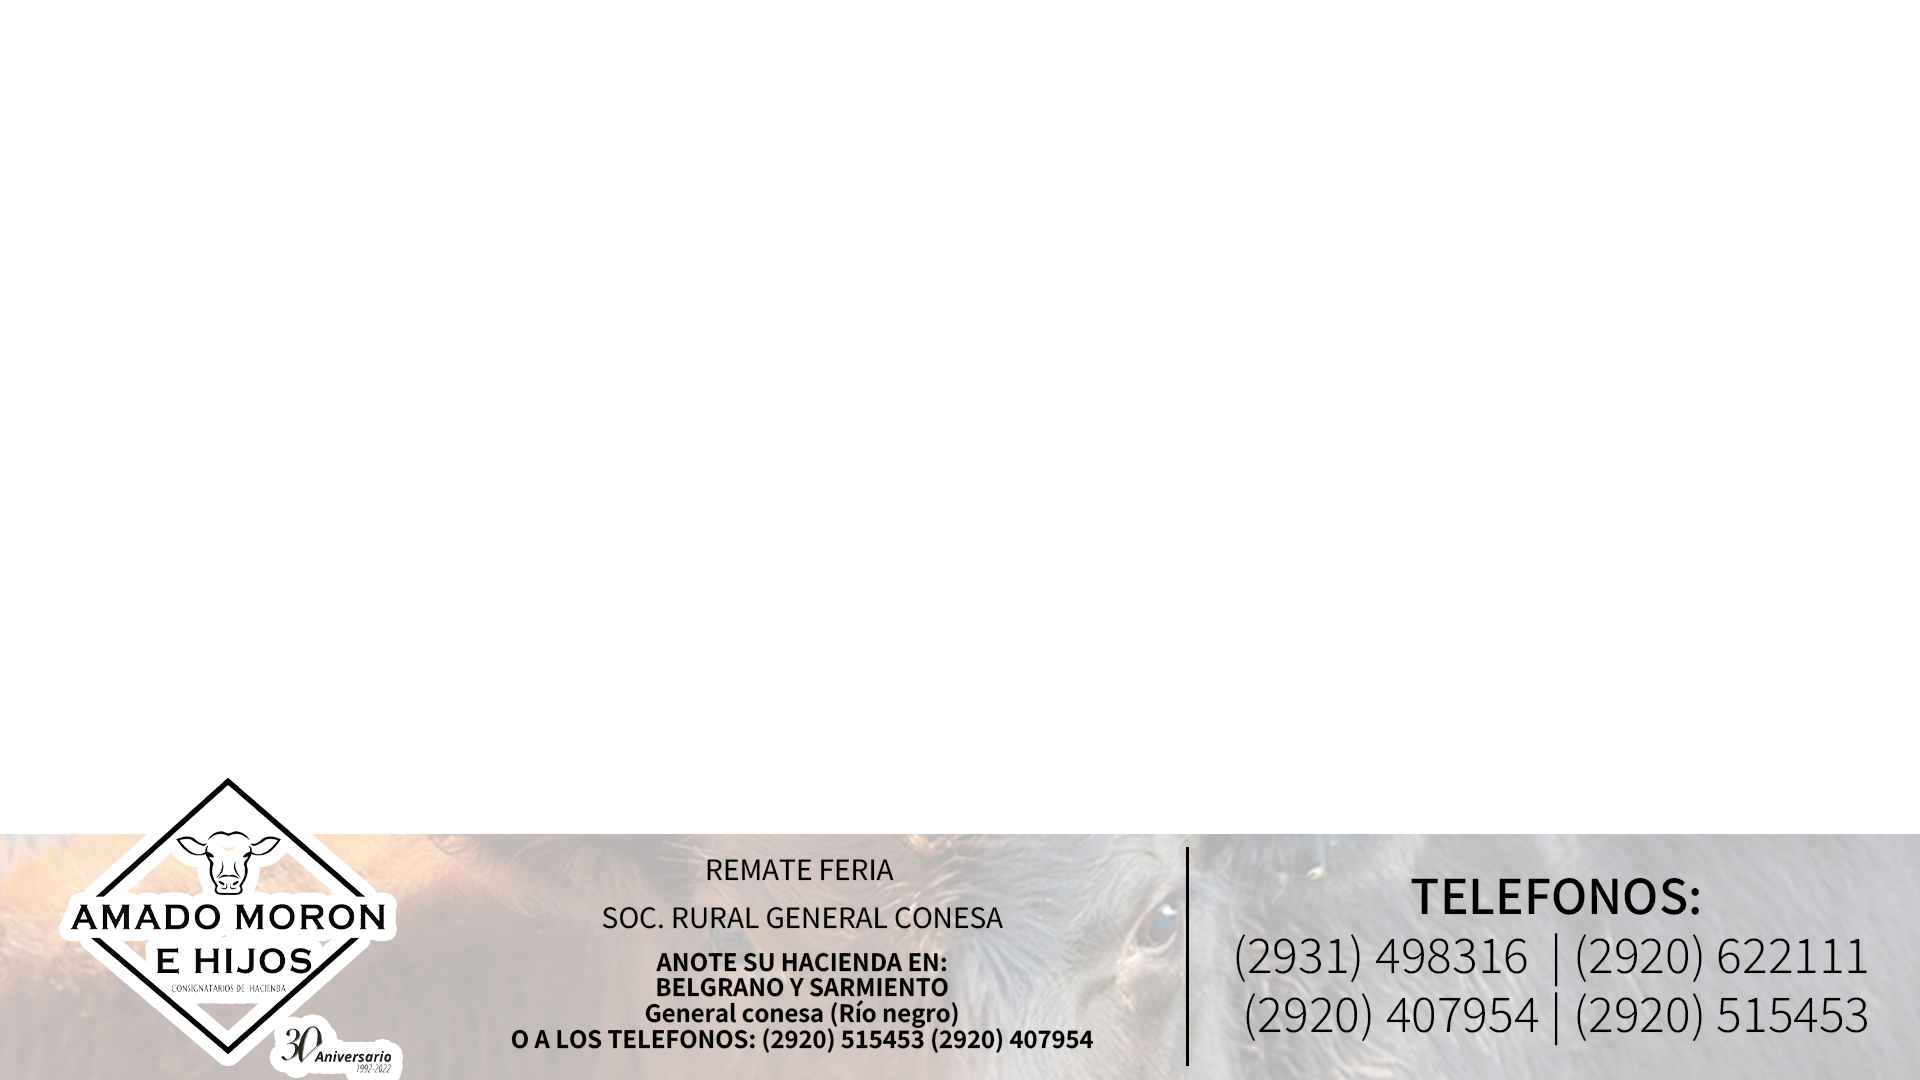 AMADO MORON
E HIJOS
CONSIGNATARIOS DE HACIENDA
30 Aniversario
1992-2022
REMATE FERIA
SOC. RURAL GENERAL CONESA
ANOTE SU HACIENDA EN:
BELGRANO Y SARMIENTO
General conesa (Río negro)
O A LOS TELEFONOS: (2920) 515453 (2920) 407954
TELEFONOS:
(2931) 498316 | (2920) 622111
(2920) 407954 | (2920) 515453